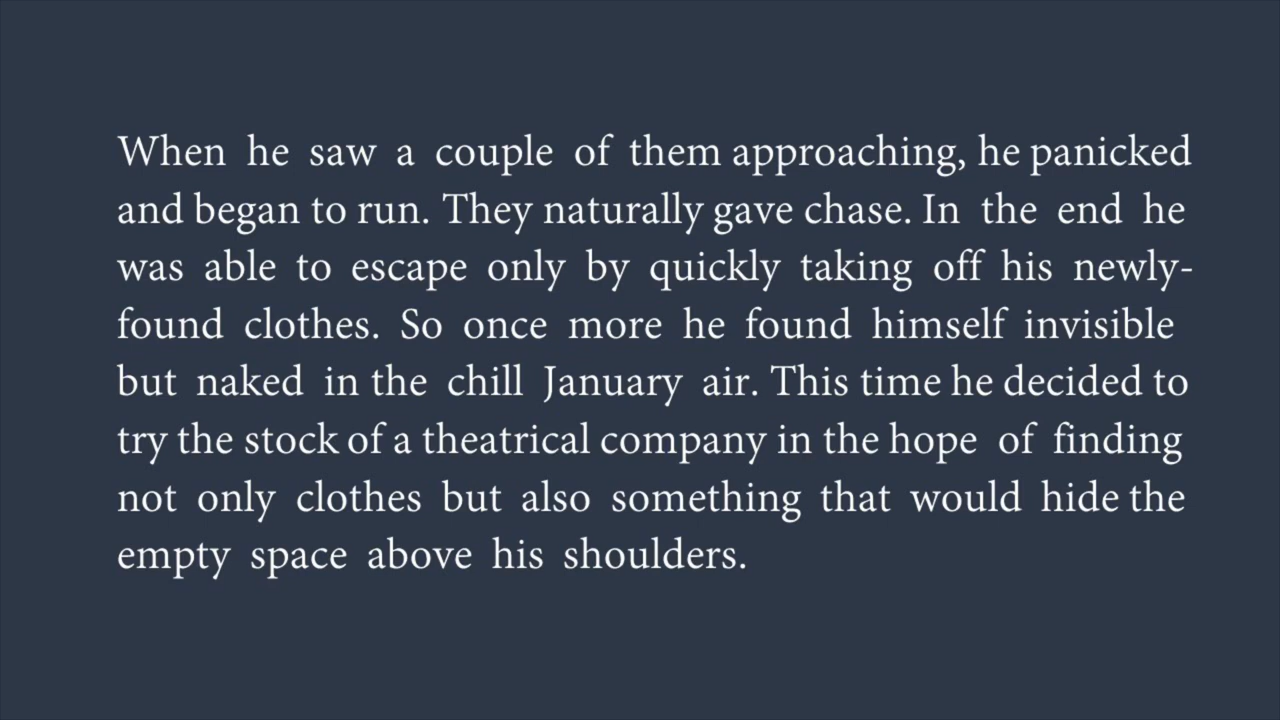 When he saw a couple of them approaching, he panicked
and began to run. They naturally gave chase. In the end he
was able to escape only by quickly taking off his newly-
found clothes. So once more he found himself invisible
but naked in the chill January air. This time he decided to
try the stock of a theatrical company in the hope of finding
not only clothes but also something that would hide the
empty space above his shoulders.